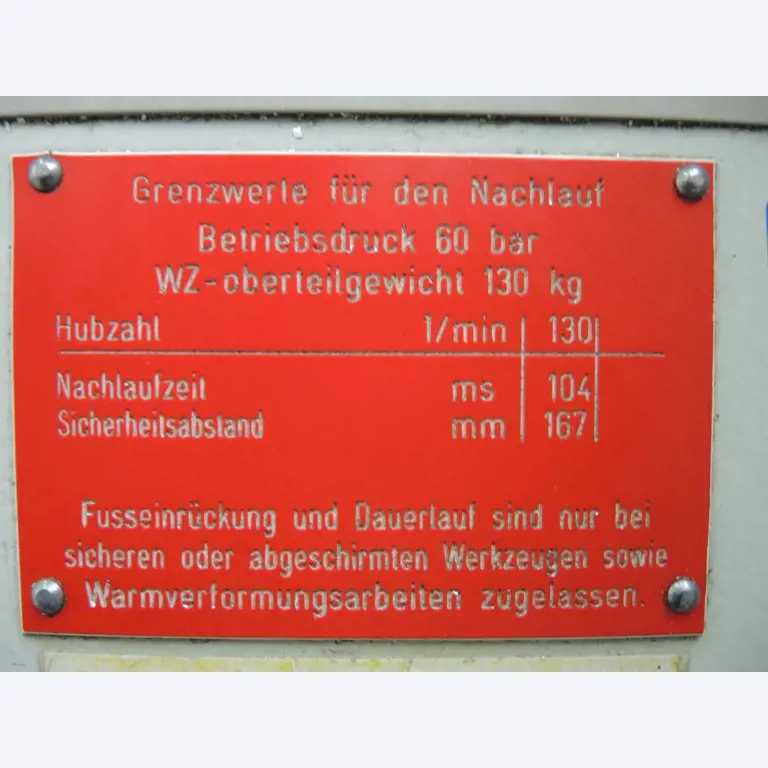 Grenzwerte für den Nachlauf
Betriebsdruck 60 bar
WZ-oberteilgewicht 130 kg
Hubzahl 1/min 130
Nachlaufzeit ms 104
Sicherheitsabstand mm 167
Fusseinrückung und Dauerlauf sind nur bei
sicheren oder abgeschirmten Werkzeugen sowie
Warmverformungsarbeiten zugelassen.